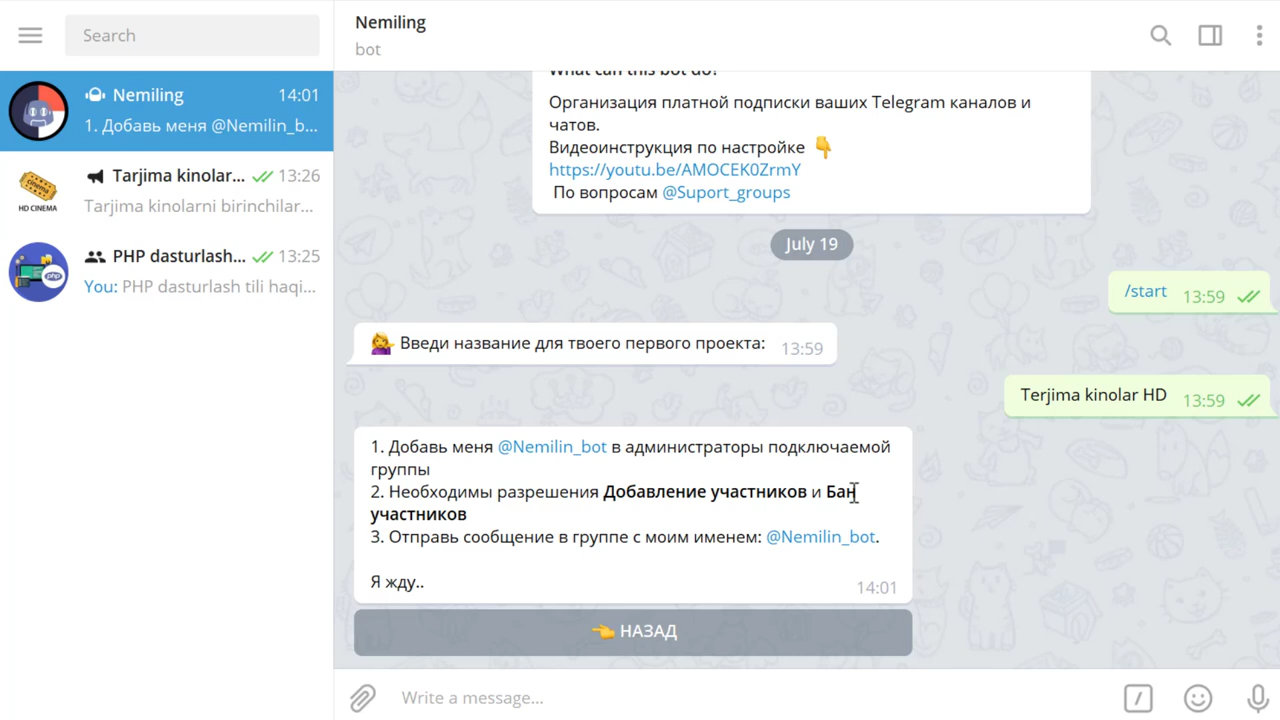 Search
Nemiling
14:01
1. Добавь меня @Nemilin_b...
HD CINEMA
Tarjima kinolar...
13:26
Tarjima kinolarni birinchilar...
PHP dasturlash...
13:25
You: PHP dasturlash tili haqi...
Nemiling
bot
What can this bot do?
Организация платной подписки ваших Telegram каналов и
чатов.
Видеоинструкция по настройке 👇
https://youtu.be/AMOCEK0ZrmY
По вопросам @Suport_groups
July 19
/start 13:59
Введи название для твоего первого проекта: 13:59
Terjima kinolar HD 13:59
1. Добавь меня @Nemilin_bot в администраторы подключаемой
группы
2. Необходимы разрешения Добавление участников и Бан
участников
3. Отправь сообщение в группе с моим именем: @Nemilin_bot.
Я жду..
14:01
👈 НАЗАД
Write a message...